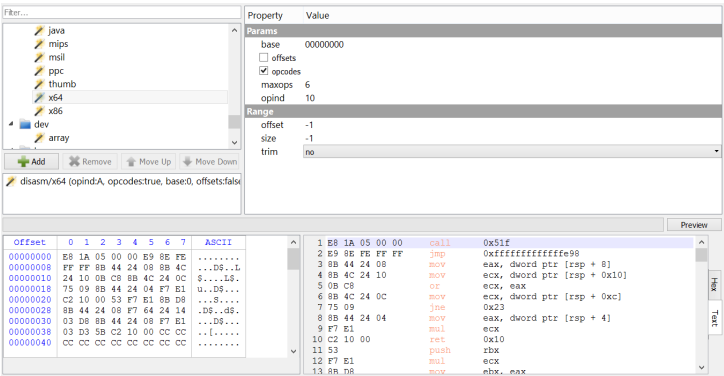 Filter...
java
mips
msil
ppc
thumb
x64
x86
dev
array
Add Remove Move Up Move Down
disasm/x64 (opind:A, opcodes:true, base:0, offsets:false
Property Value
Params
base 00000000
offsets
opcodes
maxops 6
opind 10
Range
offset -1
size -1
trim no
Preview
Offset 0 1 2 3 4 5 6 7 ASCII
00000000 E8 1A 05 00 00 E9 8E FE ........
00000008 FF FF 8B 44 24 08 8B 4C ...D$..L
00000010 24 10 0B C8 8B 4C 24 0C $....L$.
00000018 75 09 8B 44 24 04 F7 E1 u..D$...
00000020 C2 10 00 53 F7 E1 8B D8 ...S....
00000028 8B 44 24 08 F7 64 24 14 .D$..d$.
00000030 03 D8 8B 44 24 08 F7 E1 ...D$...
00000038 03 D3 5B C2 10 00 CC CC ..[.....
00000040 CC CC CC CC CC CC CC CC ........
1 E8 1A 05 00 00 call 0x51f
2 E9 8E FE FF FF jmp 0xfffffffffffffe98
3 8B 44 24 08 mov eax, dword ptr [rsp + 8]
4 8B 4C 24 10 mov ecx, dword ptr [rsp + 0x10]
5 0B C8 or ecx, eax
6 8B 4C 24 0C mov ecx, dword ptr [rsp + 0xc]
7 75 09 jne 0x23
8 8B 44 24 04 mov eax, dword ptr [rsp + 4]
9 F7 E1 mul ecx
10 C2 10 00 ret 0x10
11 53 push rbx
12 F7 E1 mul ecx
13 8B D8 mov ebx, eax
Hex
Text